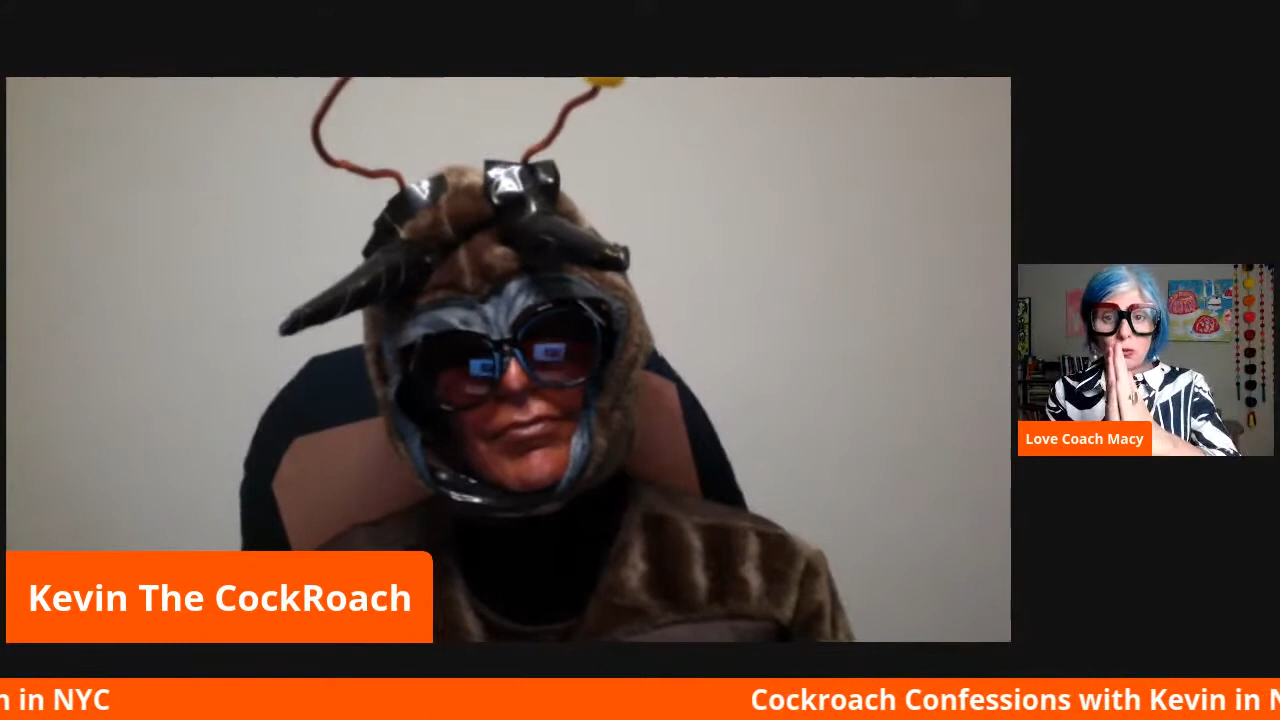 Love Coach Macy
Kevin The CockRoach
n in NYC
Cockroach Confessions with Kevin in N